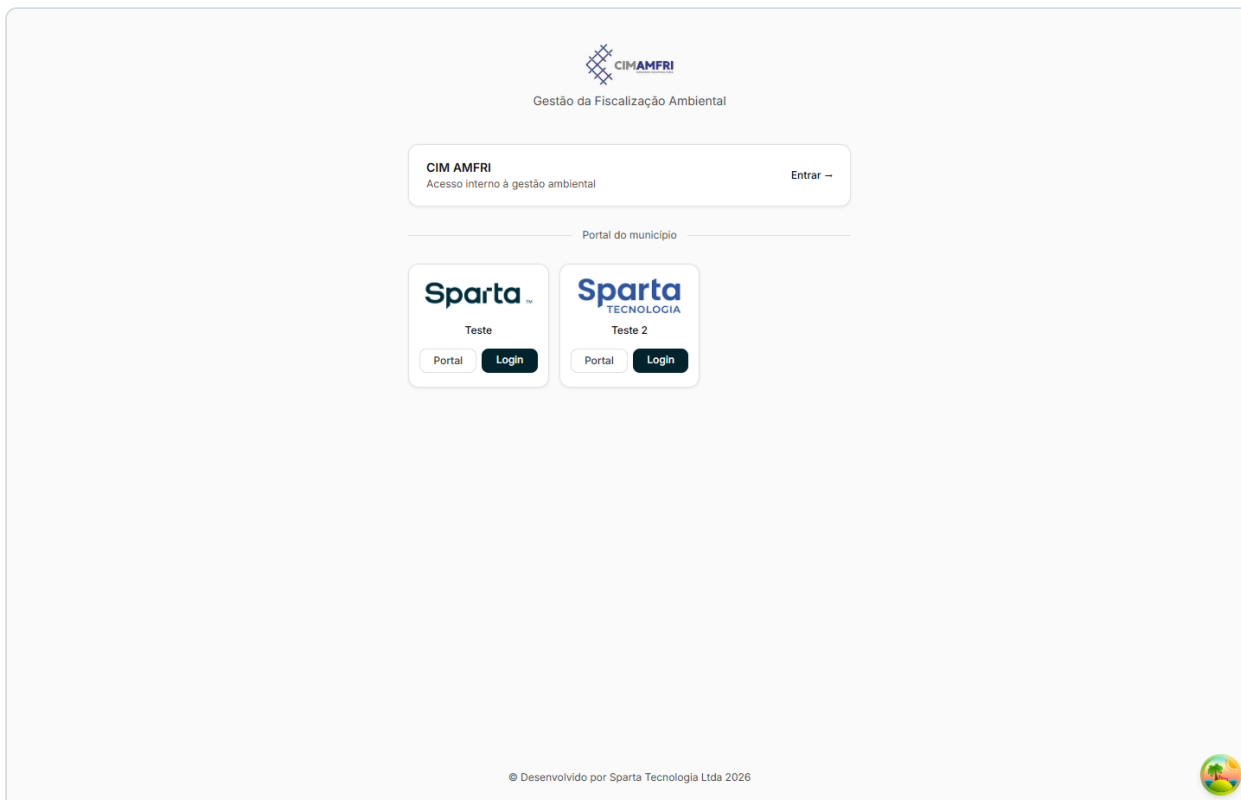 CIMAMFRI
Gestão da Fiscalização Ambiental
CIM AMFRI
Acesso interno à gestão ambiental
Entrar →
Portal do município
Sparta ™
Teste
Portal
Login
Sparta
TECNOLOGIA
Teste 2
Portal
Login
© Desenvolvido por Sparta Tecnologia Ltda 2026